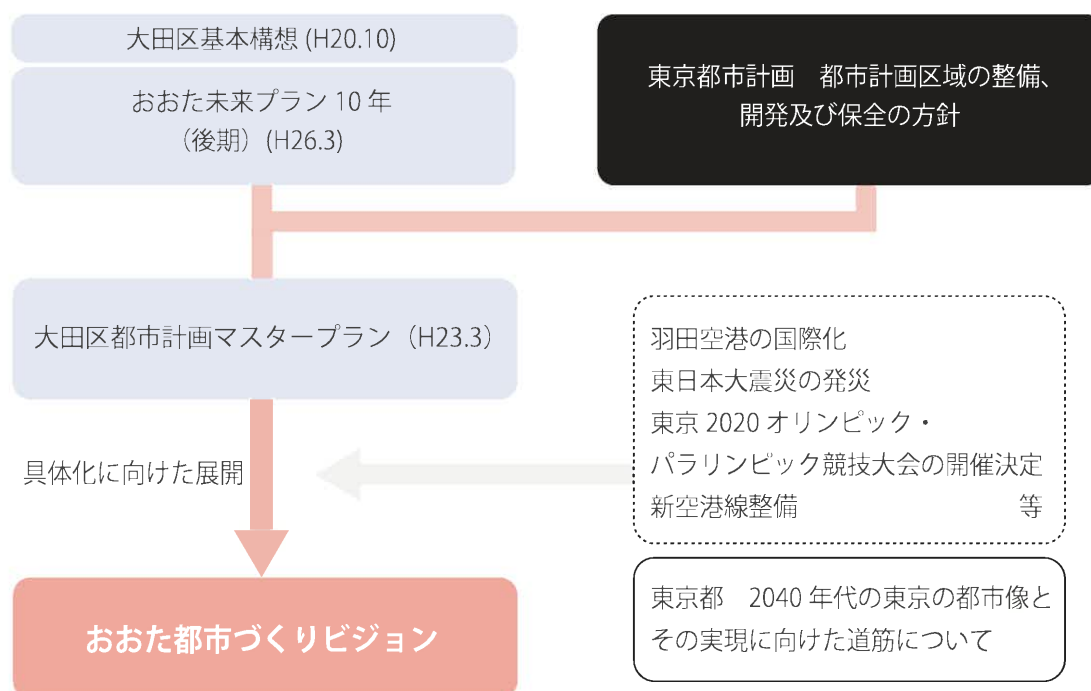 大田区基本構想 (H20.10)
おおた未来プラン 10 年
（後期）(H26.3)
東京都市計画　都市計画区域の整備、
開発及び保全の方針
大田区都市計画マスタープラン（H23.3）
具体化に向けた展開
羽田空港の国際化
東日本大震災の発災
東京 2020 オリンピック・
パラリンピック競技大会の開催決定
新空港線整備　　　　　　　　　等
東京都　2040 年代の東京の都市像と
その実現に向けた道筋について
おおた都市づくりビジョン